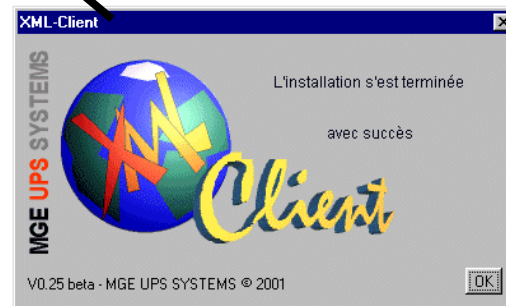 XML-Client
MGE UPS SYSTEMS
L'installation s'est terminée
avec succès
XML
Client
V0.25 beta - MGE UPS SYSTEMS © 2001
OK